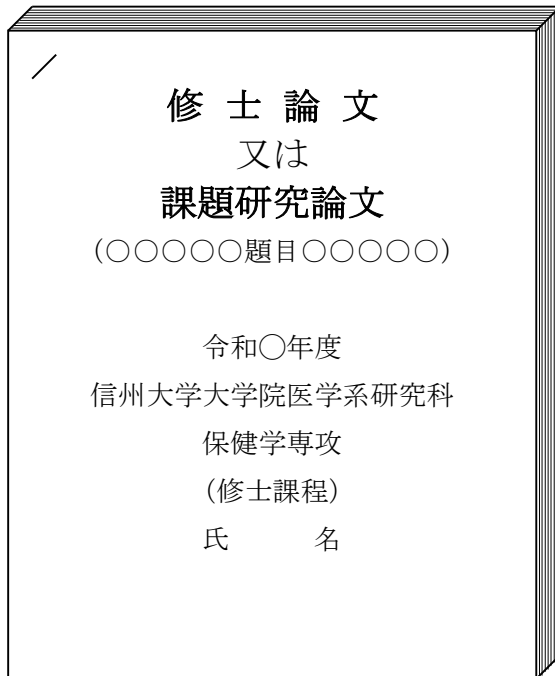 修 士 論 文
又は
課題研究論文
（○○○○○題目○○○○○）
令和○年度
信州大学大学院医学系研究科
保健学専攻
（修士課程）
氏　　　名